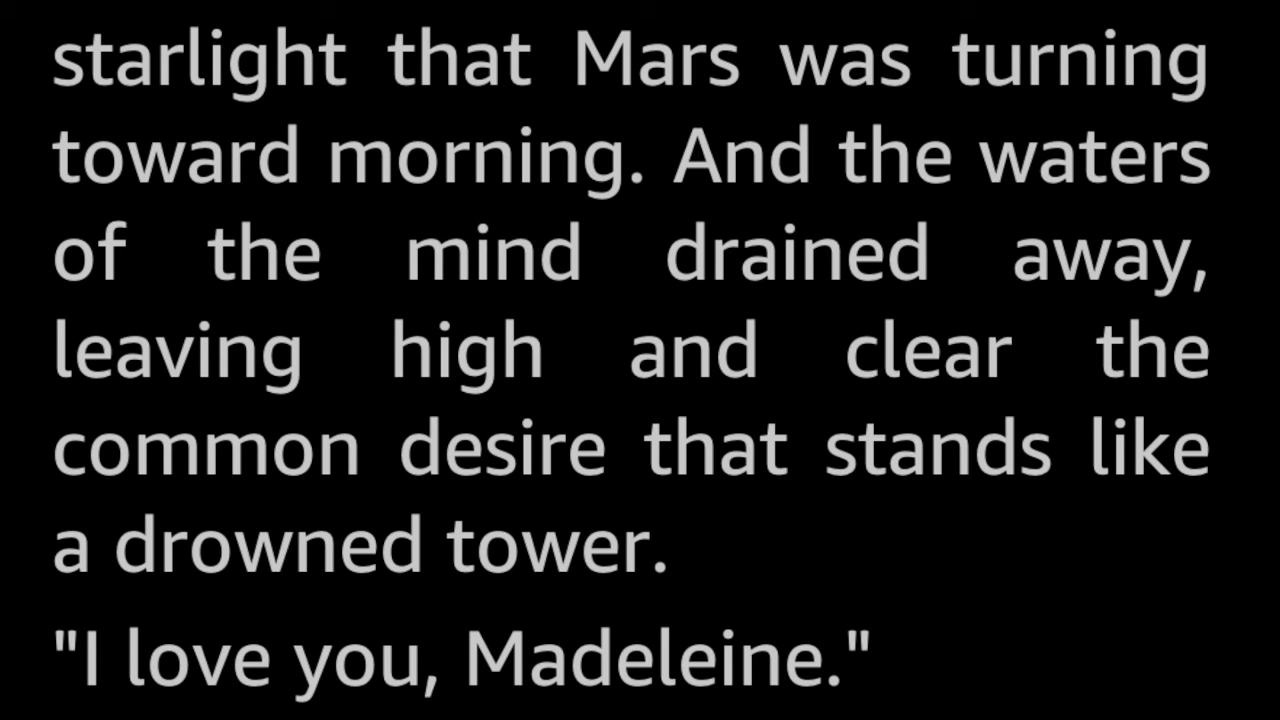 starlight that Mars was turning
toward morning. And the waters
of the mind drained away,
leaving high and clear the
common desire that stands like
a drowned tower.
"I love you, Madeleine."